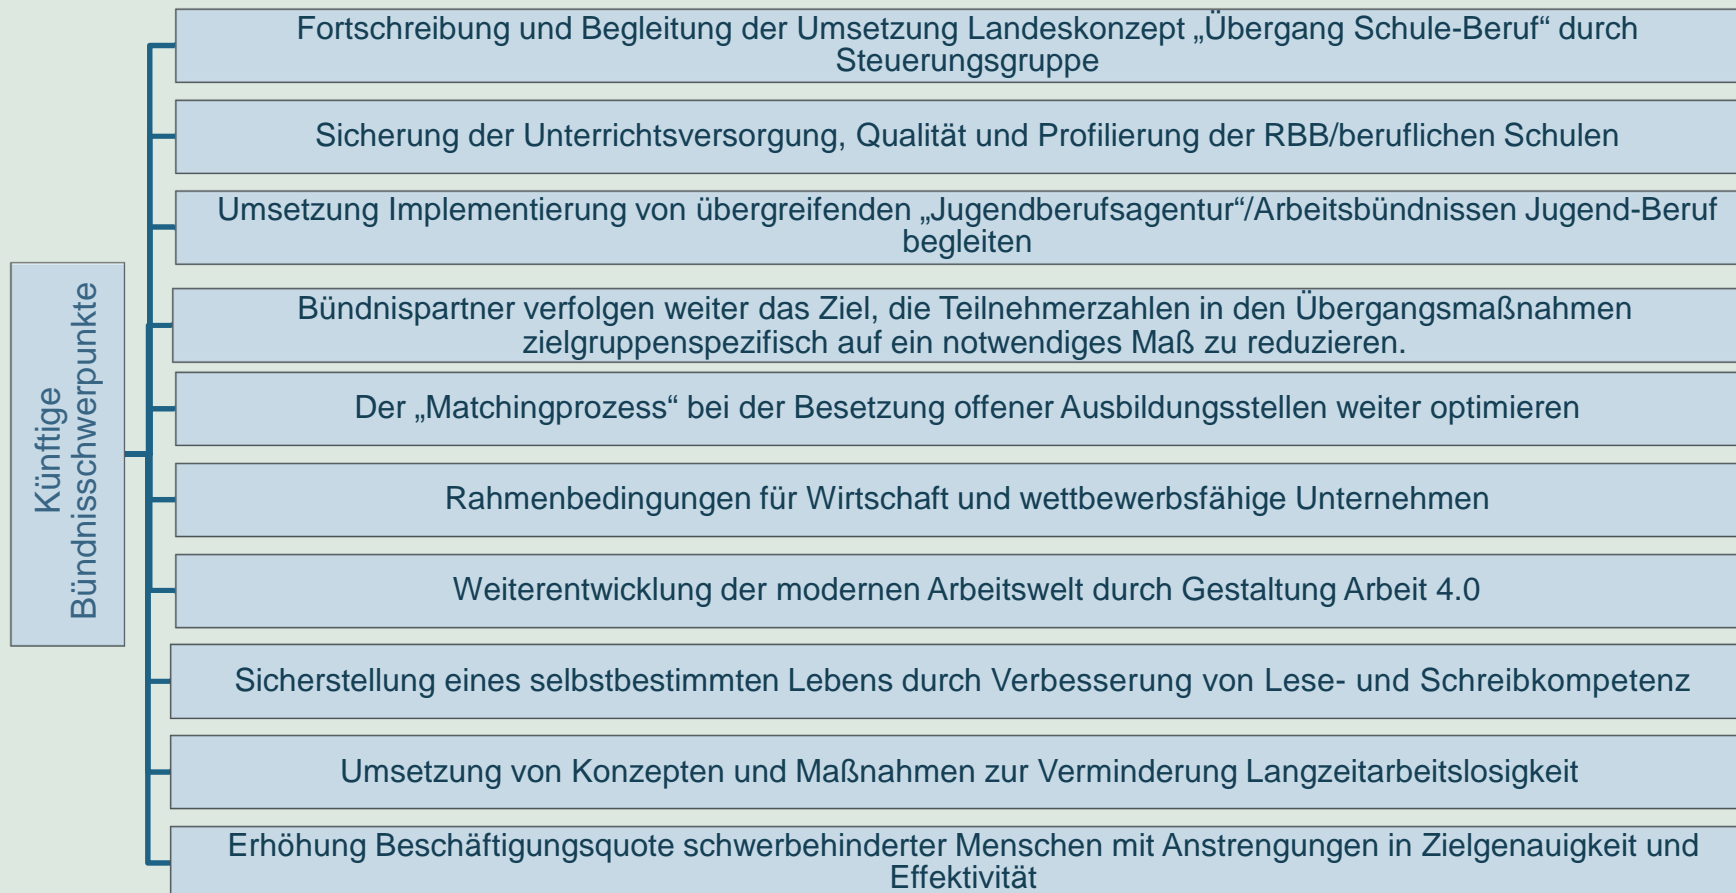 Künftige
Bündnisschwerpunkte
Fortschreibung und Begleitung der Umsetzung Landeskonzept „Übergang Schule-Beruf“ durch
Steuerungsgruppe
Sicherung der Unterrichtsversorgung, Qualität und Profilierung der RBB/beruflichen Schulen
Umsetzung Implementierung von übergreifenden „Jugendberufsagentur“/Arbeitsbündnissen Jugend-Beruf
begleiten
Bündnispartner verfolgen weiter das Ziel, die Teilnehmerzahlen in den Übergangsmaßnahmen
zielgruppenspezifisch auf ein notwendiges Maß zu reduzieren.
Der „Matchingprozess“ bei der Besetzung offener Ausbildungsstellen weiter optimieren
Rahmenbedingungen für Wirtschaft und wettbewerbsfähige Unternehmen
Weiterentwicklung der modernen Arbeitswelt durch Gestaltung Arbeit 4.0
Sicherstellung eines selbstbestimmten Lebens durch Verbesserung von Lese- und Schreibkompetenz
Umsetzung von Konzepten und Maßnahmen zur Verminderung Langzeitarbeitslosigkeit
Erhöhung Beschäftigungsquote schwerbehinderter Menschen mit Anstrengungen in Zielgenauigkeit und
Effektivität